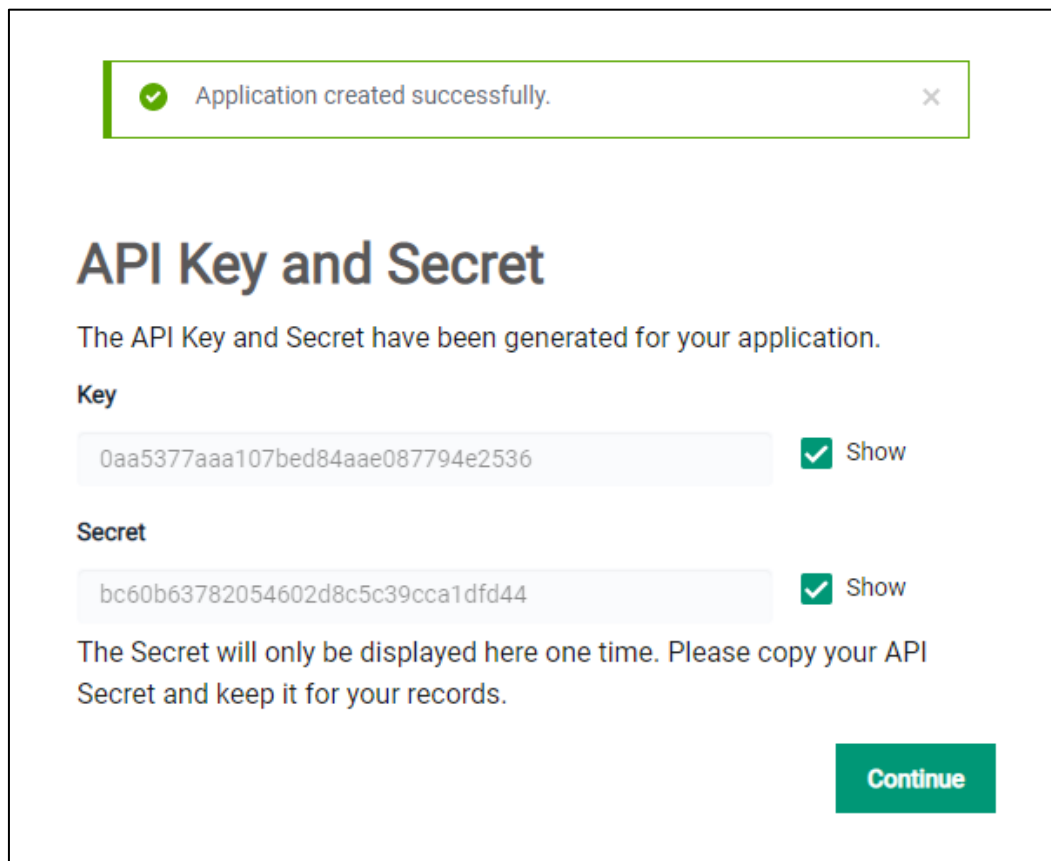 Application created successfully.
API Key and Secret
The API Key and Secret have been generated for your application.
Key
0aa5377aaa107bed84aae087794e2536
Show
Secret
bc60b63782054602d8c5c39cca1dfd44
Show
The Secret will only be displayed here one time. Please copy your API
Secret and keep it for your records.
Continue